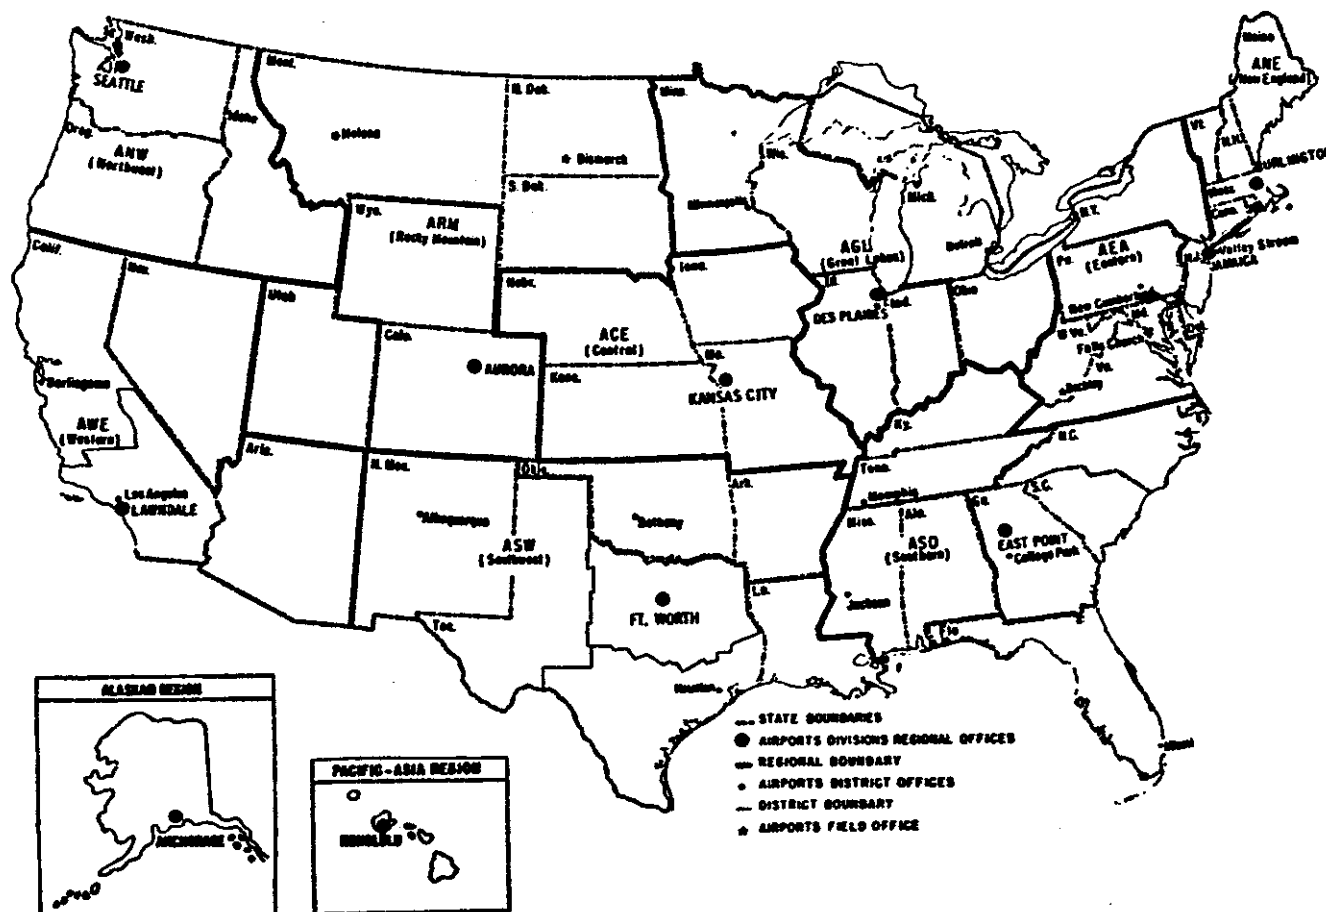 Wash.
SEATTLE
Oreg.
ANW
(Northwest)
Idaho
Mont.
Helena
N. Dak.
Bismarck
S. Dak.
Wyo.
ARM
(Rocky Mountain)
Minn.
Minneapolis
Wis.
Mich.
Detroit
AGL
(Great Lakes)
Maine
ANE
(New England)
Vt.
N.H.
BURLINGTON
Mass.
Conn.
N.Y.
Valley Stream
JAMAICA
N.J.
AEA
(Eastern)
Pa.
New Cumberland
Md.
Del.
W Va.
Falls Church
Va.
Beckley
Calif.
Nev.
Utah
Colo.
AURORA
Nebr.
ACE
(Central)
Iowa
Kans.
Mo.
KANSAS CITY
Ill.
DES PLAINES
Ind.
Ohio
Ky.
Burlingame
AWE
(Western)
Los Angeles
LAWNDALE
Ariz.
N. Mex.
Albuquerque
ASW
(Southwest)
Okla.
Bethany
Ark.
Tenn.
Memphis
N.C.
S.C.
Ga.
EAST POINT
College Park
Miss.
Ala.
ASO
(Southern)
Jackson
La.
Fla
Miami
Tex.
FT. WORTH
Houston
ALASKAN REGION
ANCHORAGE
PACIFIC-ASIA REGION
HONOLULU
STATE BOUNDARIES
AIRPORTS DIVISIONS REGIONAL OFFICES
REGIONAL BOUNDARY
AIRPORTS DISTRICT OFFICES
DISTRICT BOUNDARY
AIRPORTS FIELD OFFICE